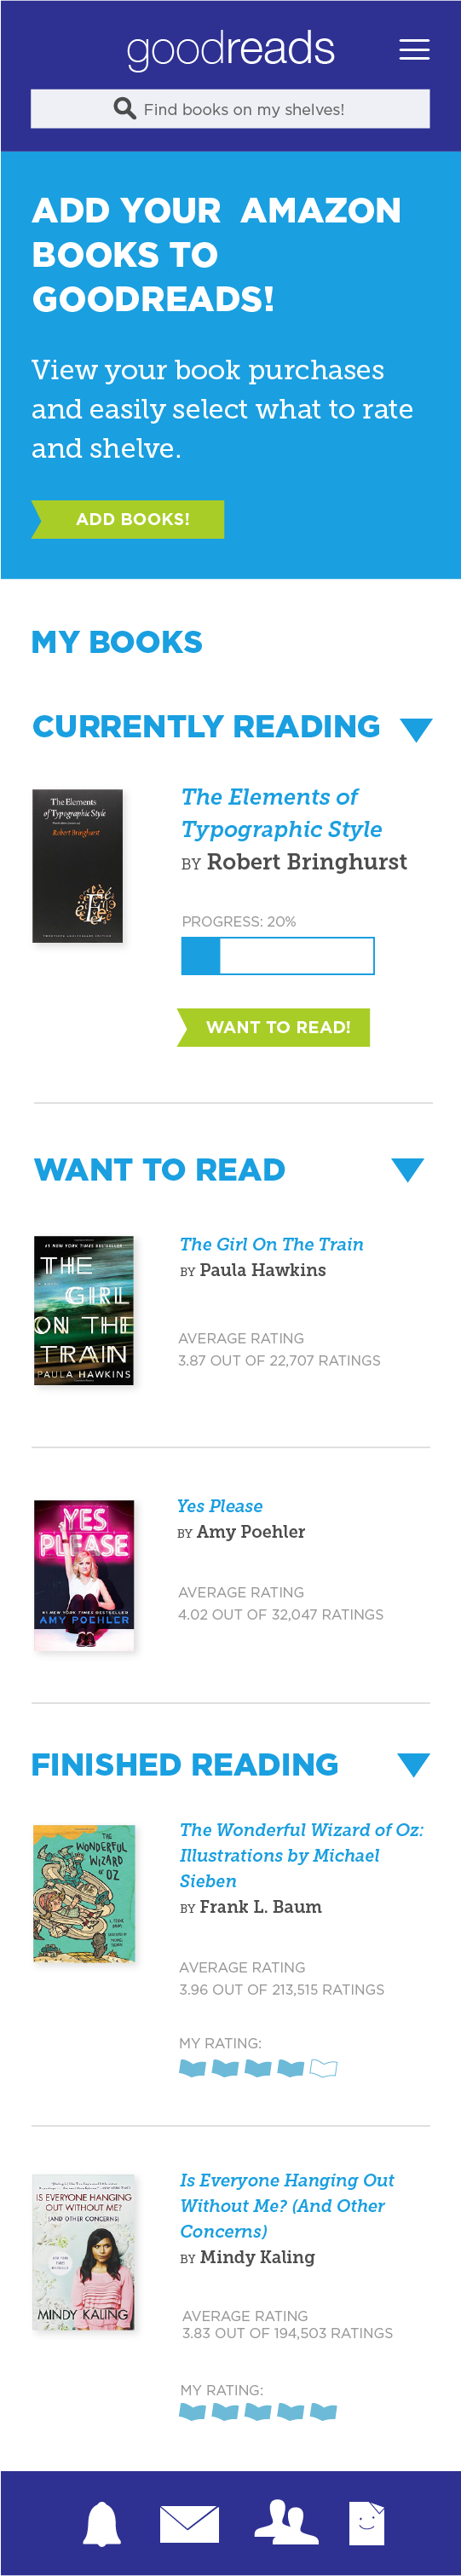 goodreads
Find books on my shelves!
ADD YOUR AMAZON
BOOKS TO
GOODREADS!
View your book purchases
and easily select what to rate
and shelve.
ADD BOOKS!
MY BOOKS
CURRENTLY READING
The Elements
of Typographic Style
Robert Bringhurst
The Elements of
Typographic Style
BY Robert Bringhurst
PROGRESS: 20%
WANT TO READ!
WANT TO READ
#1 NEW YORK TIMES BESTSELLER
THE
GIRL
ON THE
TRAIN
PAULA HAWKINS
The Girl On The Train
BY Paula Hawkins
AVERAGE RATING
3.87 OUT OF 22,707 RATINGS
YES
PLEASE
#1 NEW YORK TIMES BESTSELLER
AMY POEHLER
Yes Please
BY Amy Poehler
AVERAGE RATING
4.02 OUT OF 32,047 RATINGS
FINISHED READING
THE
WONDERFUL
WIZARD
OF OZ
The Wonderful Wizard of Oz:
Illustrations by Michael
Sieben
BY Frank L. Baum
AVERAGE RATING
3.96 OUT OF 213,515 RATINGS
MY RATING:
IS EVERYONE HANGING
OUT WITHOUT ME?
(AND OTHER CONCERNS)
MINDY KALING
Is Everyone Hanging Out
Without Me? (And Other
Concerns)
BY Mindy Kaling
AVERAGE RATING
3.83 OUT OF 194,503 RATINGS
MY RATING: